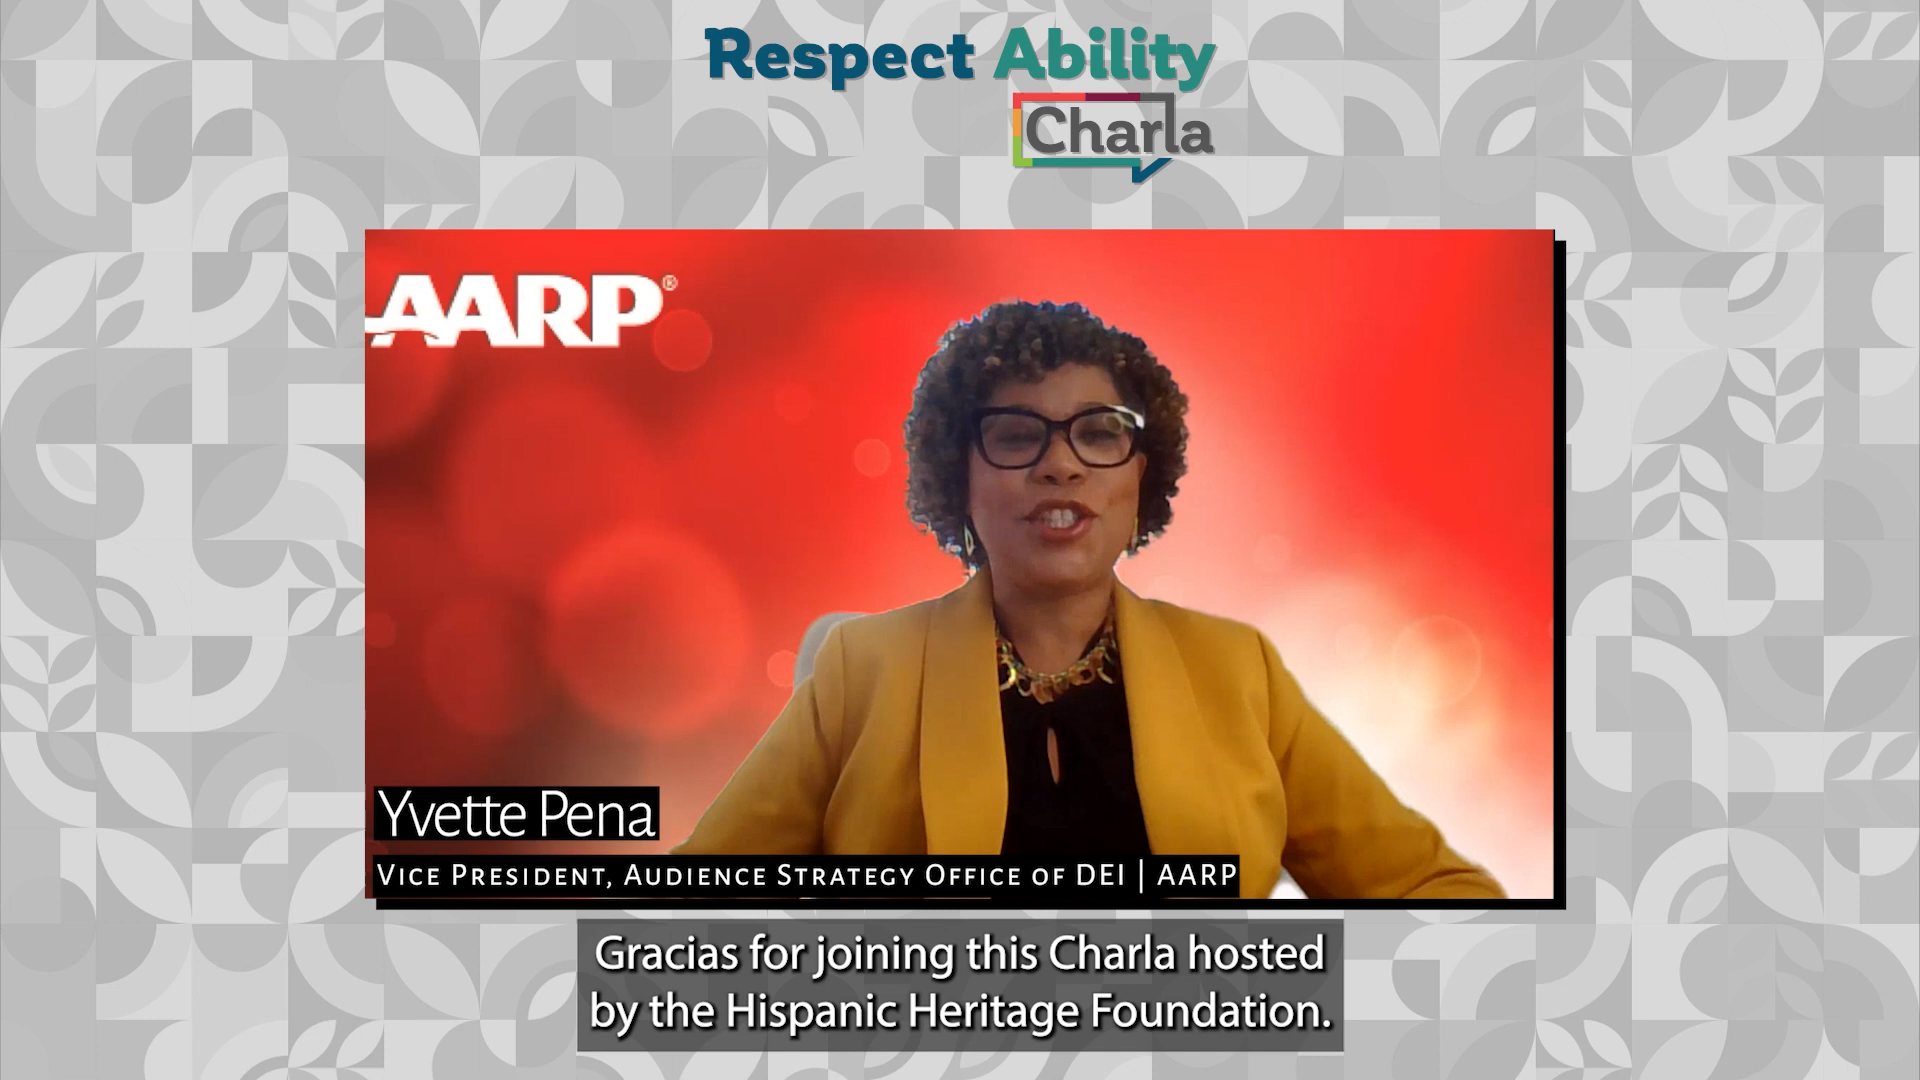 Respect Ability
Charla
AARP®
Yvette Pena
Vice President, Audience Strategy Office of DEI | AARP
Gracias for joining this Charla hosted
by the Hispanic Heritage Foundation.